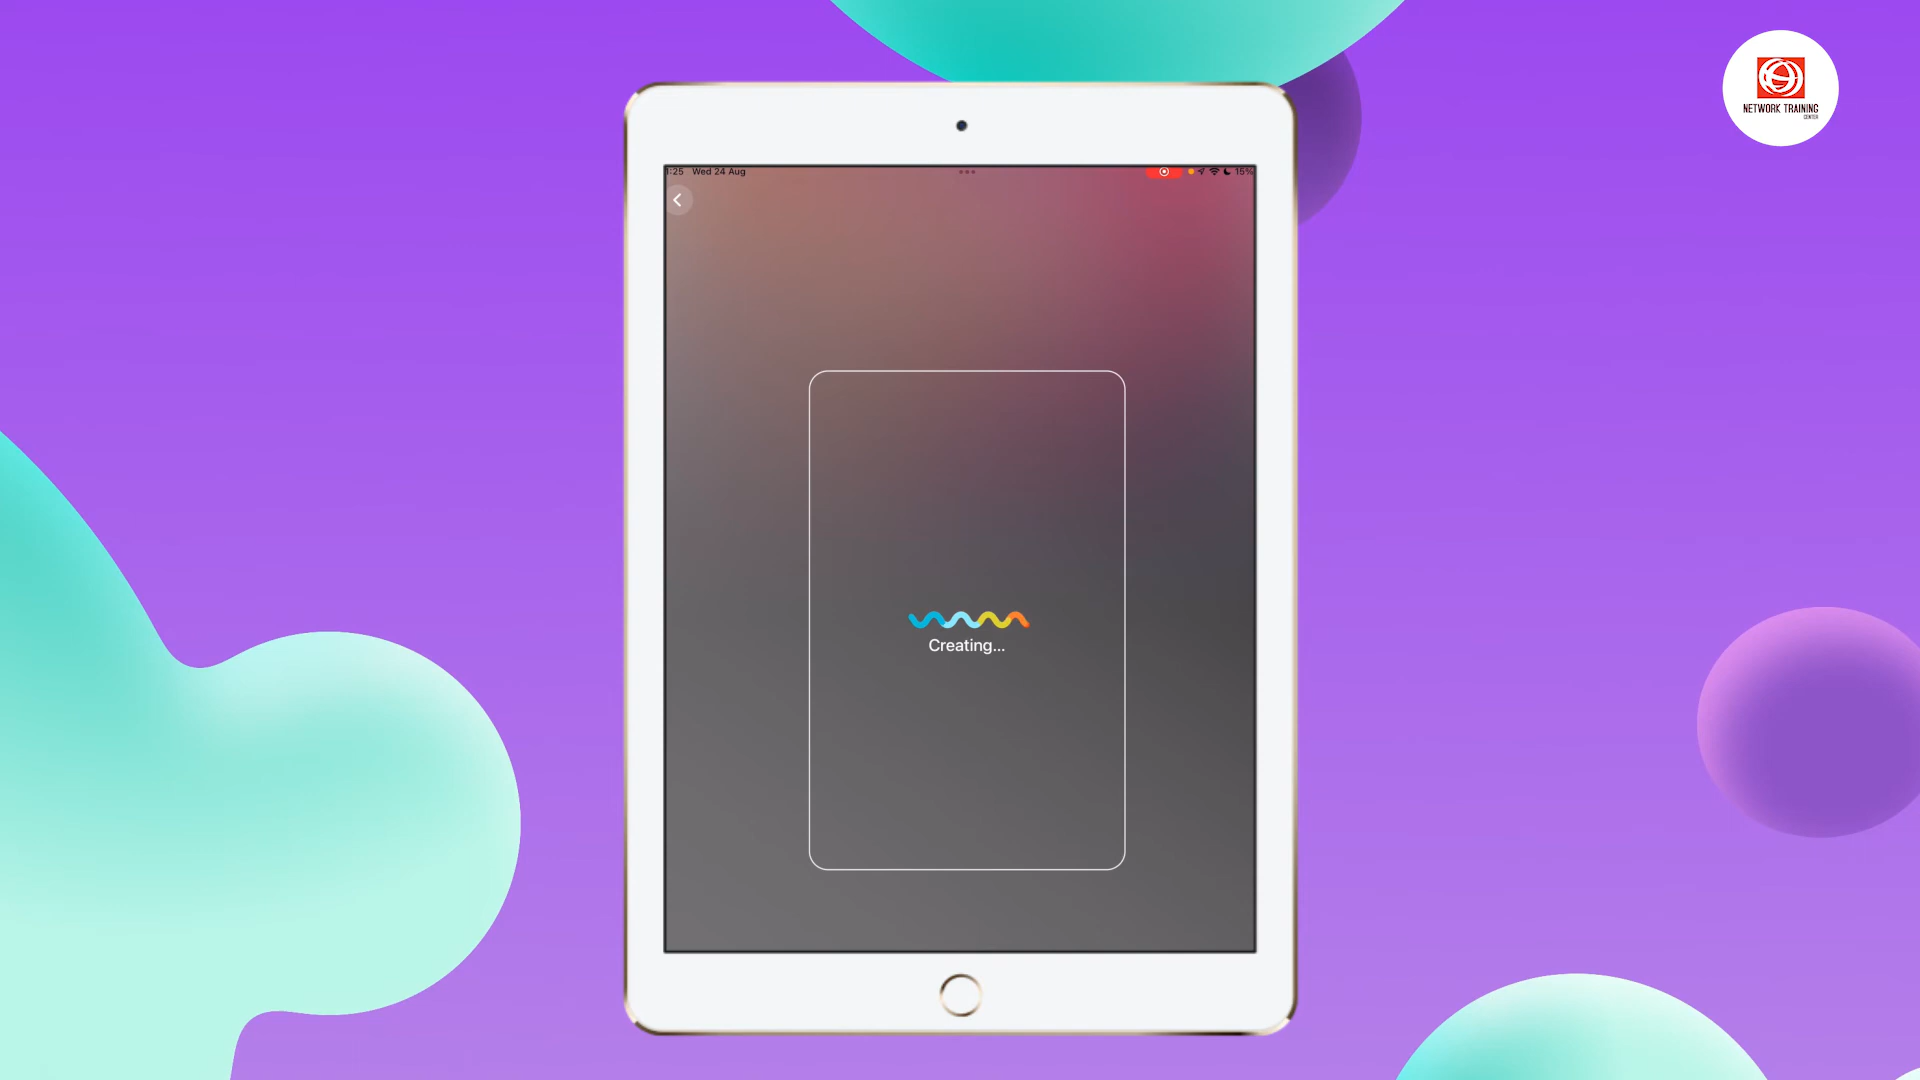 NETWORK TRAINING
CENTER
1:25 Wed 24 Aug
15%
Creating...